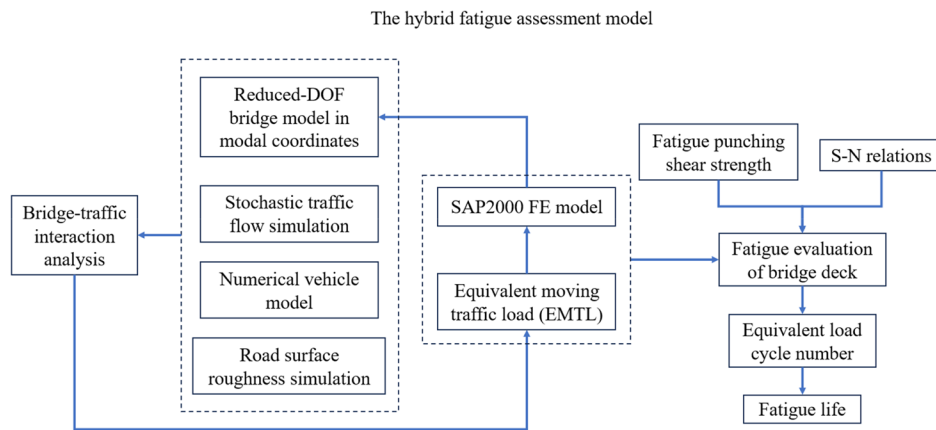 The hybrid fatigue assessment model
Reduced-DOF
bridge model in
modal coordinates
Stochastic traffic
flow simulation
Numerical vehicle
model
Road surface
roughness simulation
Bridge-traffic
interaction
analysis
SAP2000 FE model
Equivalent moving
traffic load (EMTL)
Fatigue punching
shear strength
S-N relations
Fatigue evaluation
of bridge deck
Equivalent load
cycle number
Fatigue life